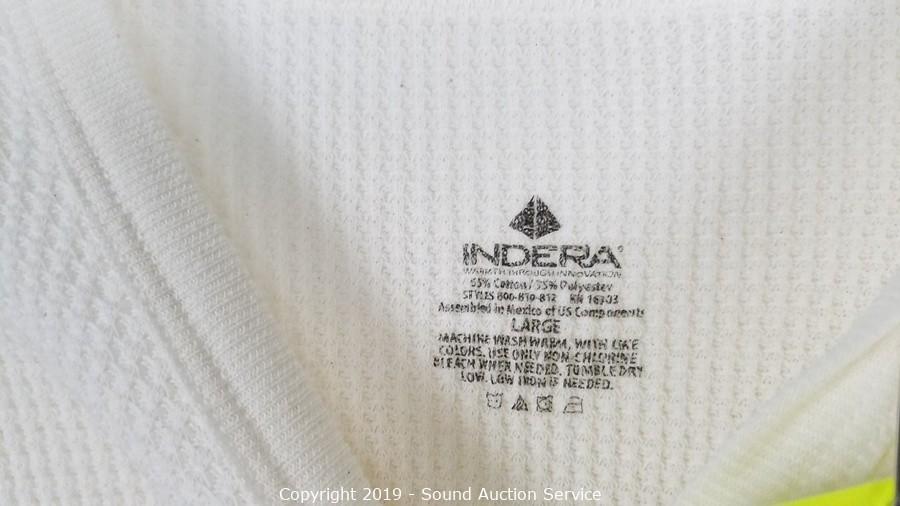 INDERA®
WARMTH THROUGH INNOVATION
65% Cotton / 35% Polyester
STYLES 800-810-812 RN 16703
Assembled in Mexico of US Components
LARGE
MACHINE WASH WARM, WITH LIKE
COLORS. USE ONLY NON-CHLORINE
BLEACH WHEN NEEDED. TUMBLE DRY
LOW. LOW IRON IF NEEDED.
Copyright 2019 - Sound Auction Service